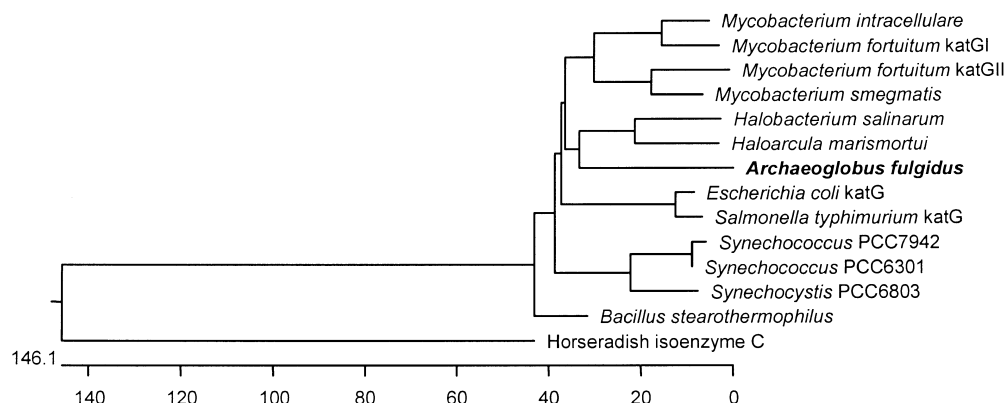 Mycobacterium intracellulare
Mycobacterium fortuitum katGI
Mycobacterium fortuitum katGII
Mycobacterium smegmatis
Halobacterium salinarum
Haloarcula marismortui
Archaeoglobus fulgidus
Escherichia coli katG
Salmonella typhimurium katG
Synechococcus PCC7942
Synechococcus PCC6301
Synechocystis PCC6803
Bacillus stearothermophilus
Horseradish isoenzyme C
146.1
140 120 100 80 60 40 20 0